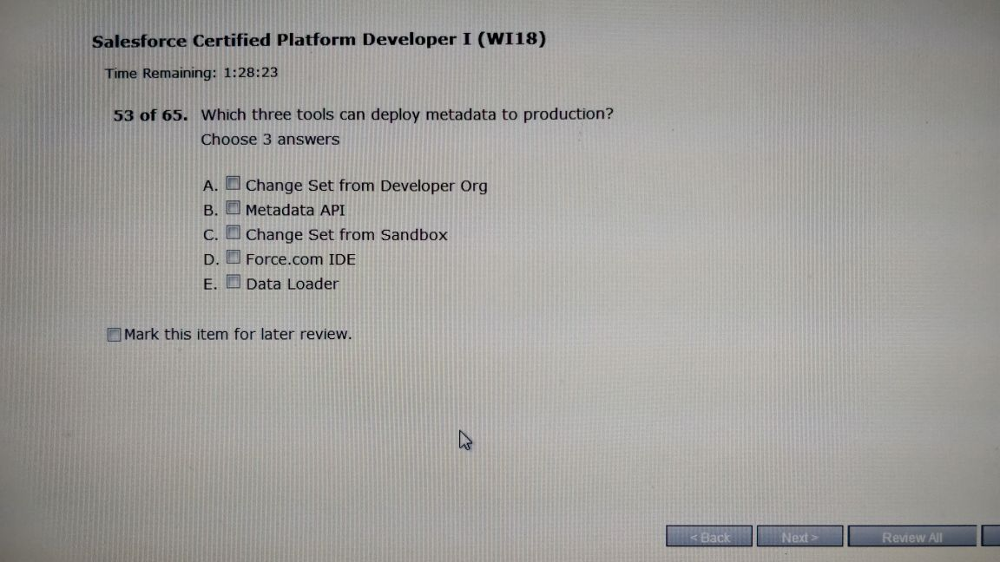 Salesforce Certified Platform Developer I (WI18)
Time Remaining: 1:28:23
53 of 65. Which three tools can deploy metadata to production?
Choose 3 answers
A. Change Set from Developer Org
B. Metadata API
C. Change Set from Sandbox
D. Force.com IDE
E. Data Loader
Mark this item for later review.
< Back Next > Review All